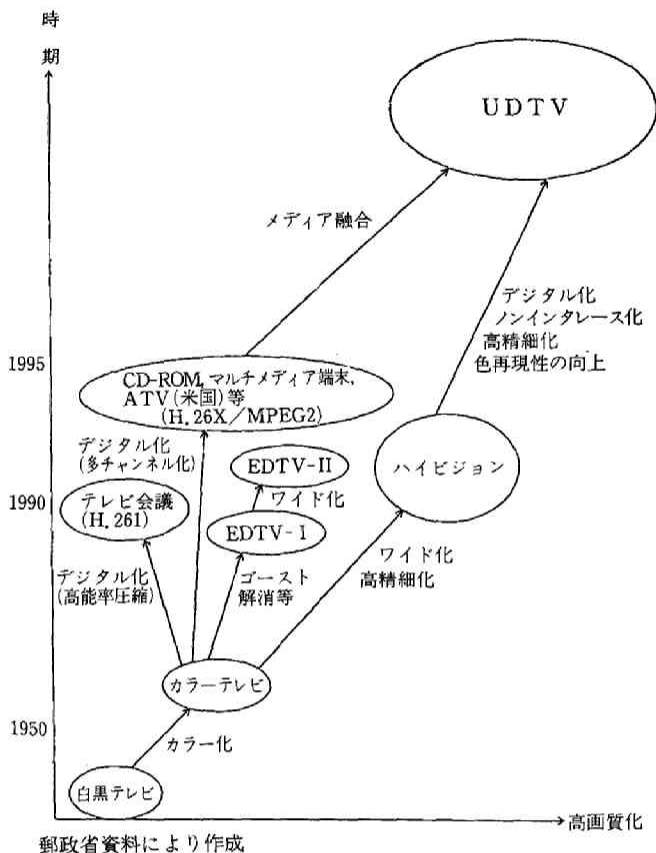 時
期
UDTV
メディア融合
デジタル化
ノンインタレース化
高精細化
色再現性の向上
1995
CD-ROM, マルチメディア端末,
ATV(米国)等
(H.26X/MPEG2)
デジタル化
(多チャンネル化)
EDTV-II
ハイビジョン
ワイド化
1990
テレビ会議
(H.261)
EDTV-I
デジタル化
(高能率圧縮)
ゴースト
解消等
ワイド化
高精細化
カラーテレビ
1950
カラー化
白黒テレビ
高画質化
郵政省資料により作成